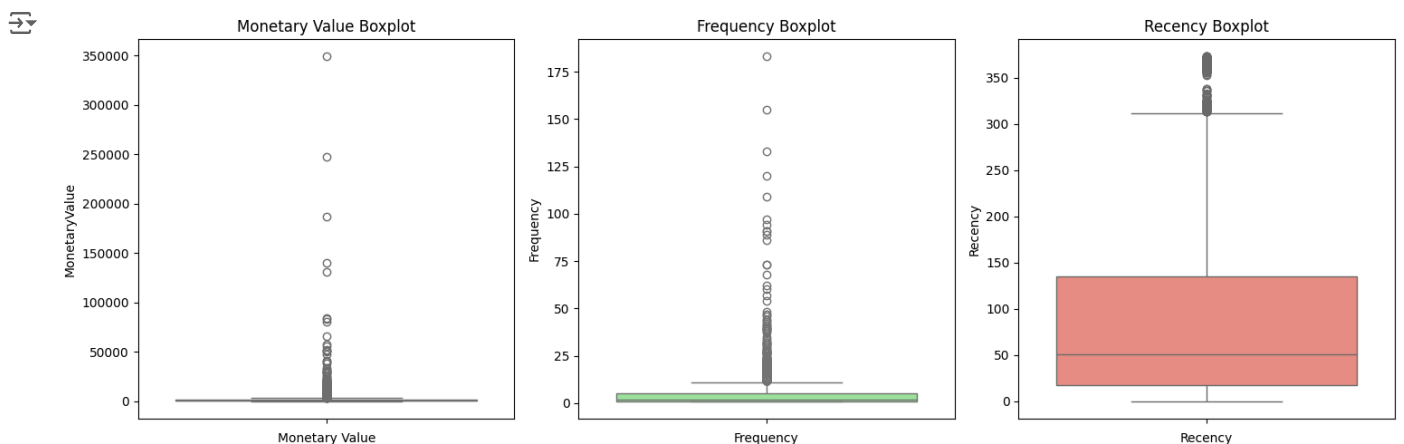 Monetary Value Boxplot
MonetaryValue
350000
300000
250000
200000
150000
100000
50000
0
Monetary Value
Frequency Boxplot
Frequency
175
150
125
100
75
50
25
0
Frequency
Recency Boxplot
Recency
350
300
250
200
150
100
50
0
Recency